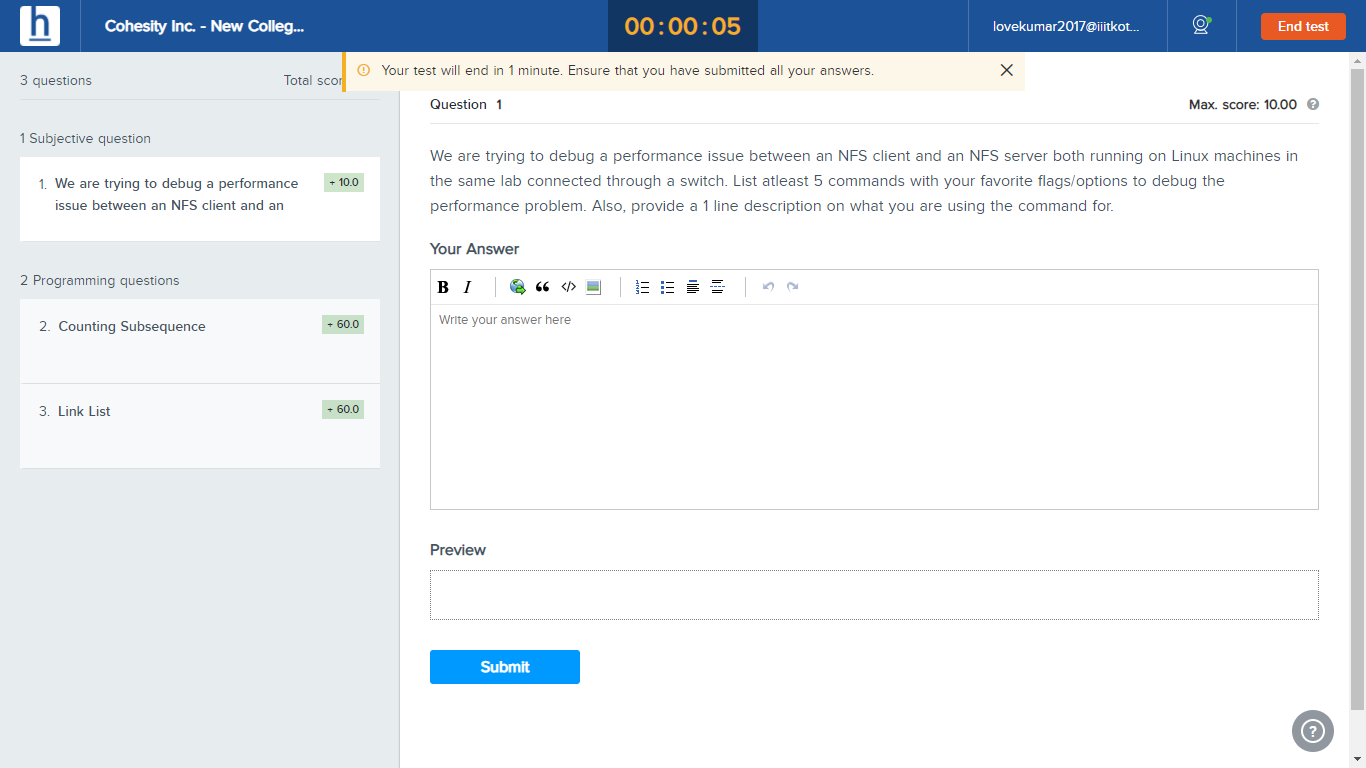 h
Cohesity Inc. - New Colleg...
00:00:05
lovekumar2017@iiitkot...
End test
Your test will end in 1 minute. Ensure that you have submitted all your answers.
3 questions
Total scor
Question 1
Max. score: 10.00
?
1 Subjective question
1. We are trying to debug a performance
issue between an NFS client and an
+ 10.0
2 Programming questions
2. Counting Subsequence
+ 60.0
3. Link List
+ 60.0
We are trying to debug a performance issue between an NFS client and an NFS server both running on Linux machines in
the same lab connected through a switch. List atleast 5 commands with your favorite flags/options to debug the
performance problem. Also, provide a 1 line description on what you are using the command for.
Your Answer
B I
Write your answer here
Preview
Submit
?